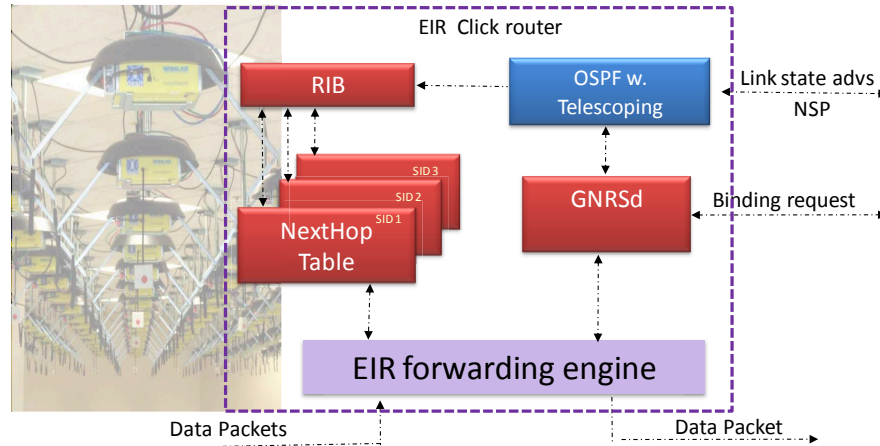 EIR Click router
RIB
OSPF w.
Telescoping
Link state advs
NSP
SID 3
SID 2
SID 1
NextHop
Table
GNRSd
Binding request
EIR forwarding engine
Data Packets
Data Packet